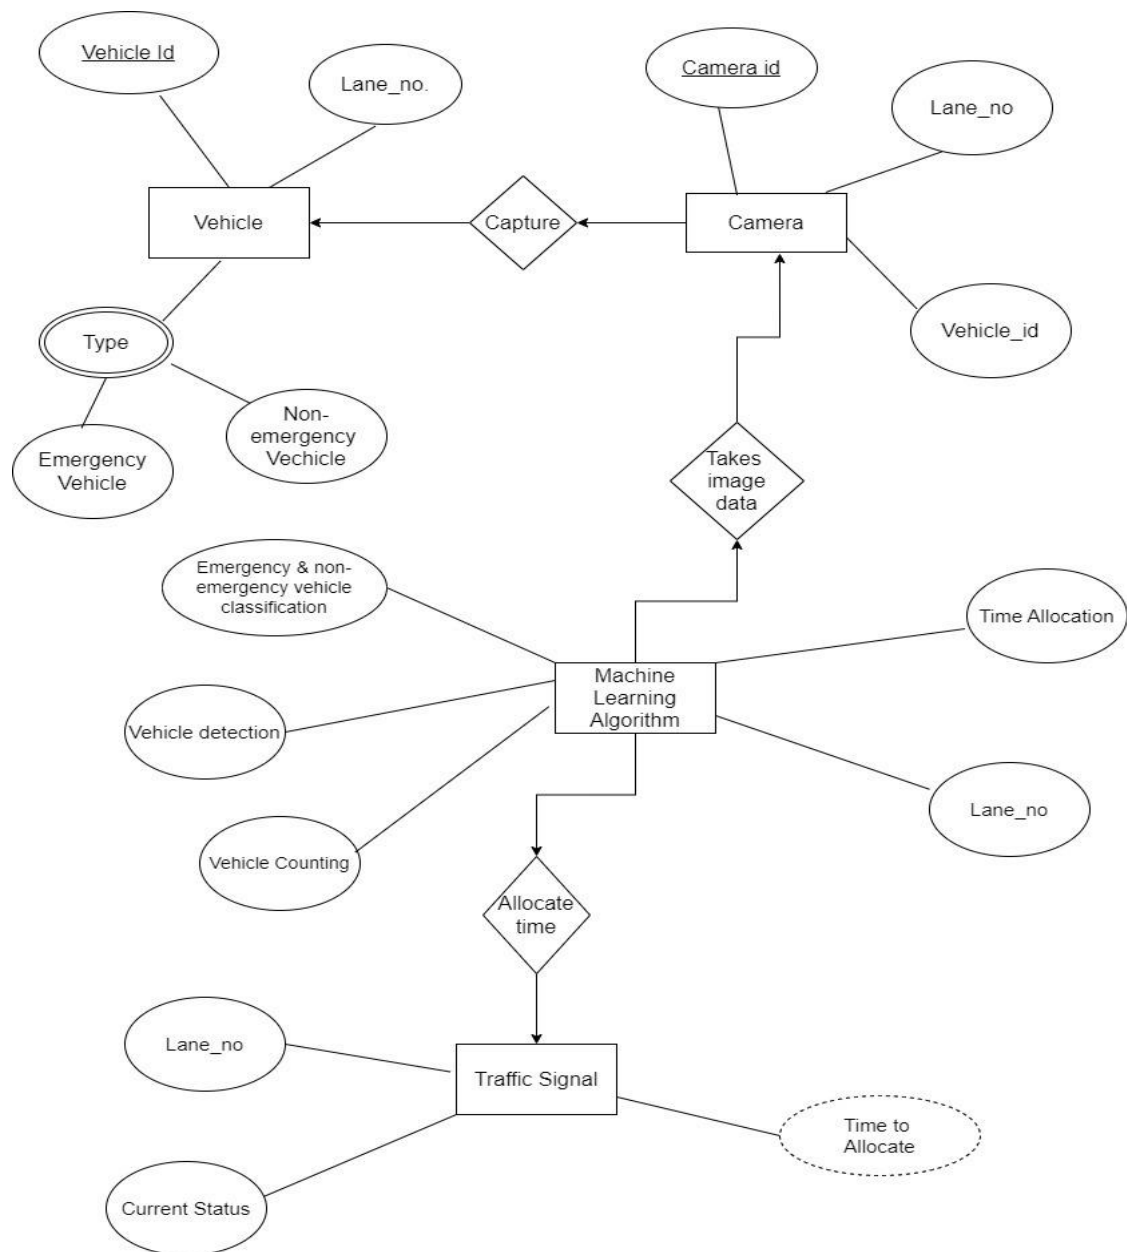 Vehicle Id
Camera id
Lane_no.
Lane_no
Vehicle
Capture
Camera
Vehicle_id
Type
Non-
emergency
Vechicle
Emergency
Vehicle
Takes
image
data
Emergency & non-
emergency vehicle
classification
Time Allocation
Machine
Learning
Algorithm
Vehicle detection
Lane_no
Vehicle Counting
Allocate
time
Lane_no
Traffic Signal
Time to
Allocate
Current Status